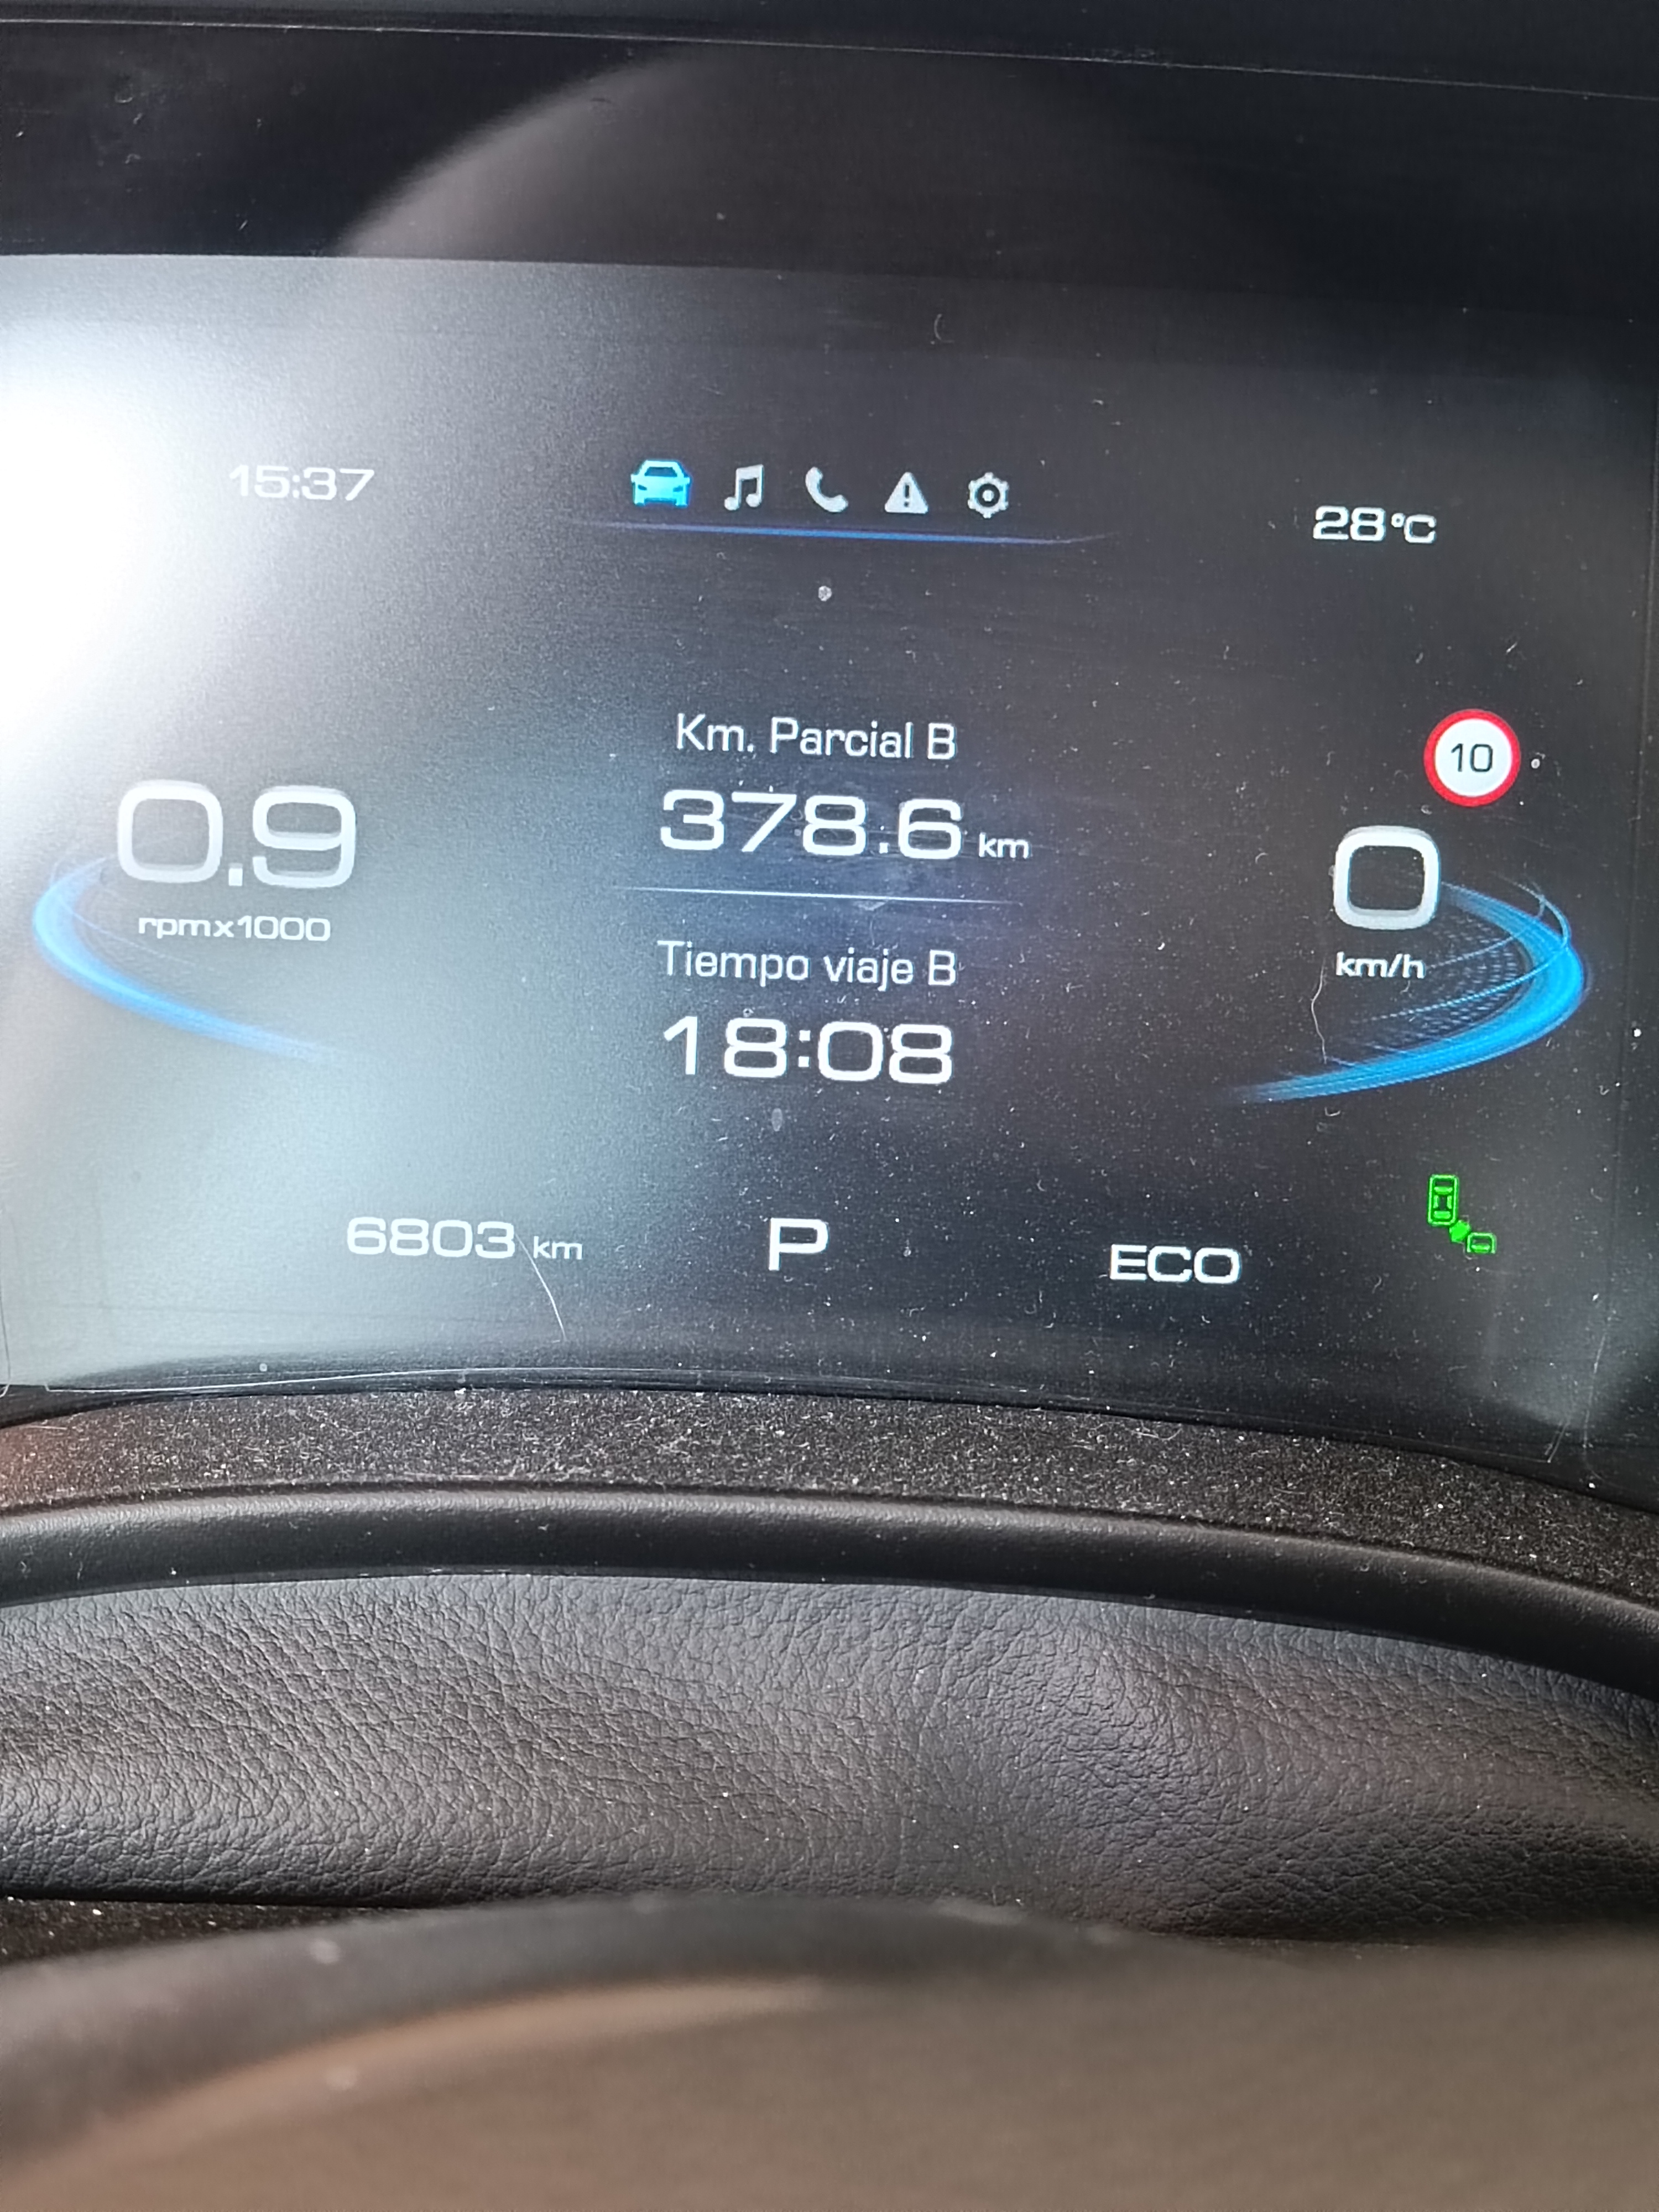 15:37
28°C
Km. Parcial B
378.6 km
10
0.9
rpmx1000
0
km/h
Tiempo viaje B
18:08
6803 km
P
ECO